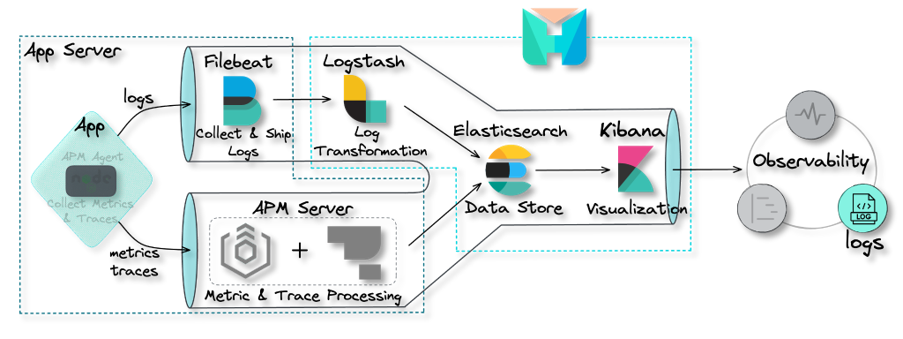 App Server
Filebeat
Logstash
logs
Collect & Ship
Logs
Log
Transformation
App
APM Agent
Collect Metrics
& Traces
Elasticsearch
Data Store
Kibana
Visualization
Observability
LOG
logs
metrics
traces
APM Server
+
Metric & Trace Processing